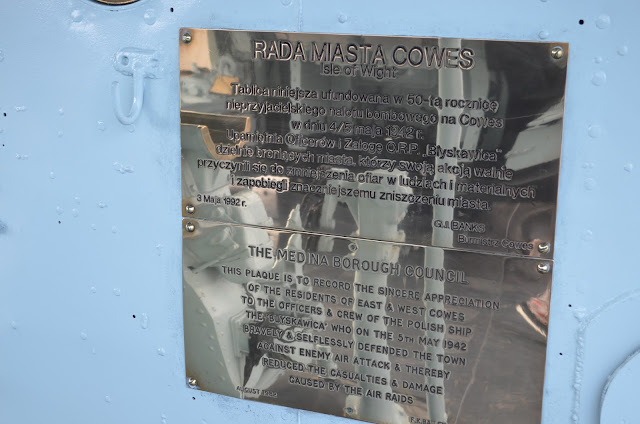 RADA MIASTA COWES
Isle of Wight
Tablica niniejsza ufundowana w 50-tą rocznicę
nieprzyjacielskiego nalotu bombowego na Cowes
w dniu 4/5 maja 1942 r.
Upamiętnia Oficerów i Załogę O.R.P. „Błyskawica”
dzielnie broniących miasta, którzy swoją akcją walnie
przyczynili się do zmniejszenia ofiar w ludziach i materialnych
i zapobiegli znaczniejszemu zniszczeniu miasta
3 Maja 1992 r.
G.J. BANKS
Burmistrz Cowes
THE MEDINA BOROUGH COUNCIL
THIS PLAQUE IS TO RECORD THE SINCERE APPRECIATION
OF THE RESIDENTS OF EAST & WEST COWES
TO THE OFFICERS & CREW OF THE POLISH SHIP
THE 'BLYSKAWICA' WHO ON THE 5TH MAY 1942
BRAVELY & SELFLESSLY DEFENDED THE TOWN
AGAINST ENEMY AIR ATTACK & THEREBY
REDUCED THE CASUALTIES & DAMAGE
CAUSED BY THE AIR RAIDS
AUGUST